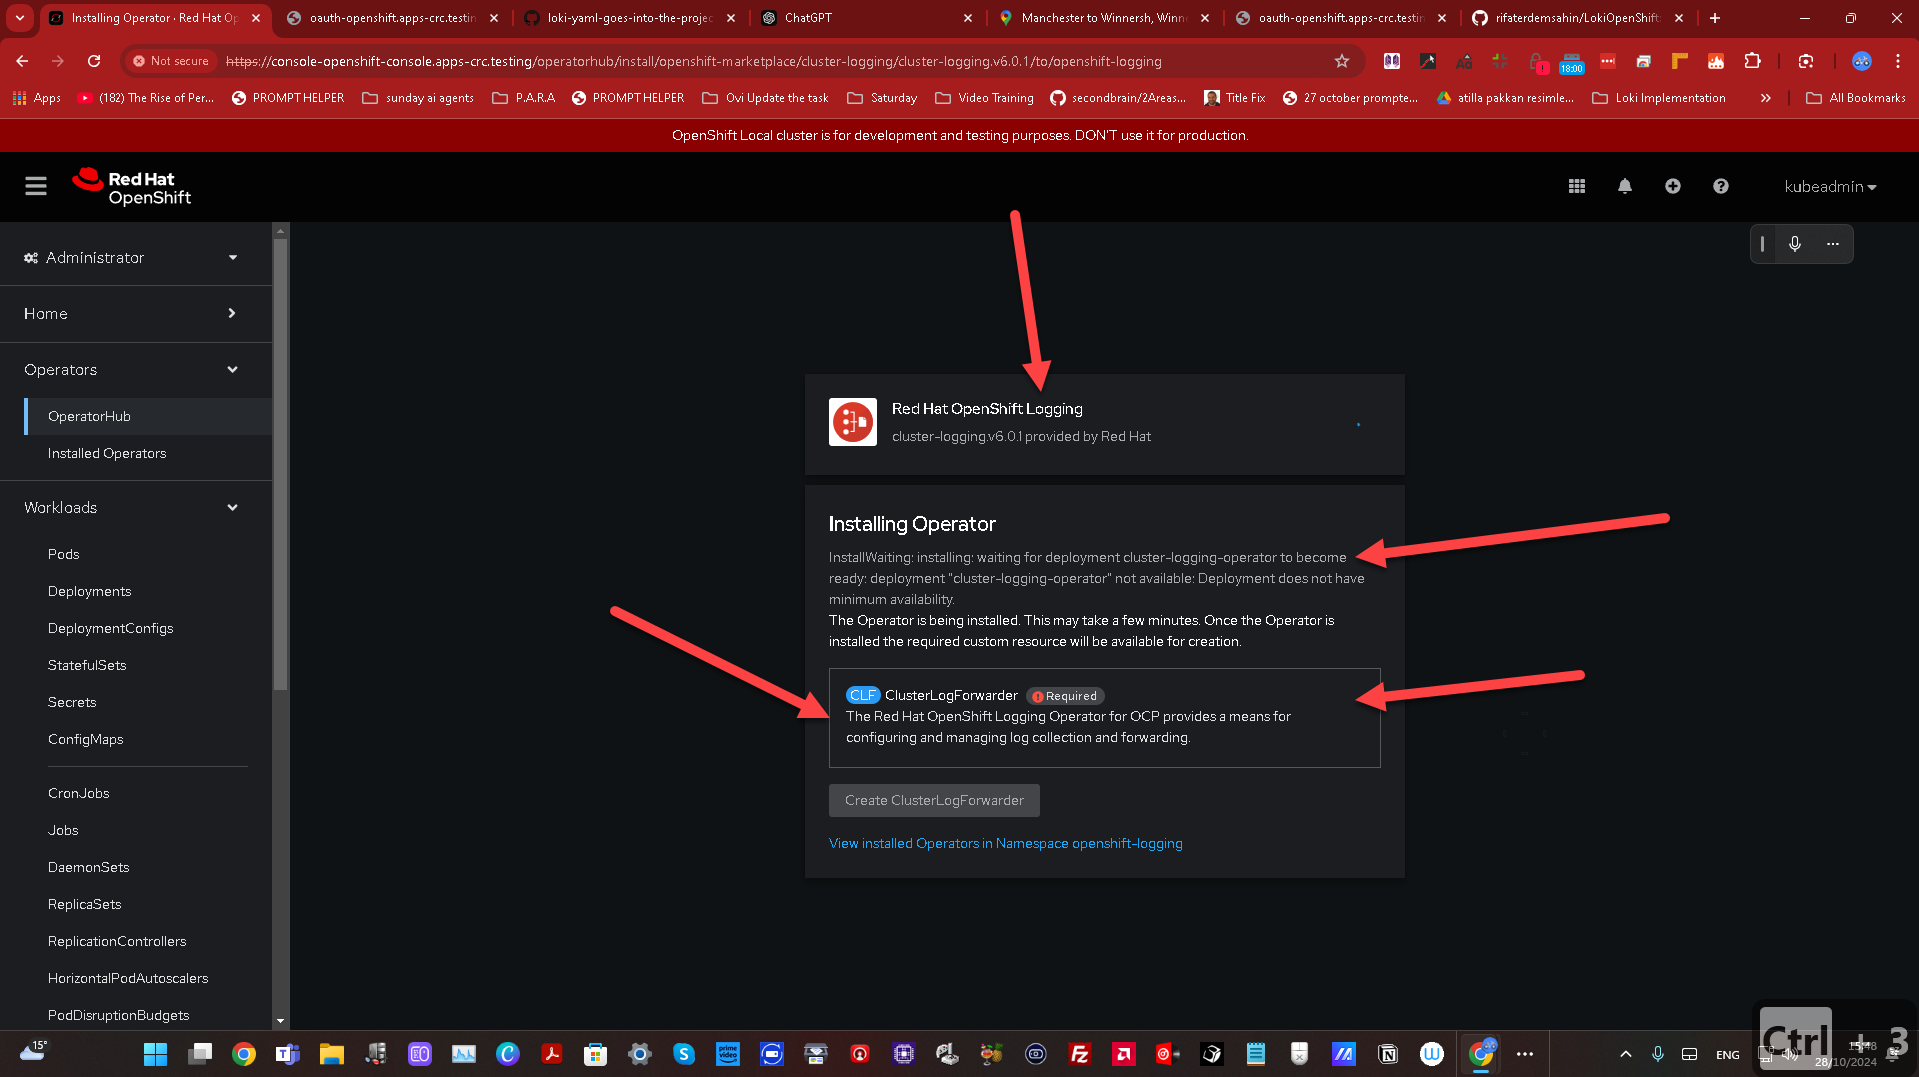 Installing Operator · Red Hat Op
oauth-openshift.apps-crc.testin
loki-yaml-goes-into-the-projec
ChatGPT
Manchester to Winnersh, Winn
oauth-openshift.apps-crc.testin
rifaterdemsahin/LokiOpenShift
Not secure
https://console-openshift-console.apps-crc.testing/operatorhub/install/openshift-marketplace/cluster-logging/cluster-logging.v6.0.1/to/openshift-logging
18:00
Apps
(182) The Rise of Per...
PROMPT HELPER
sunday ai agents
P.A.R.A
PROMPT HELPER
Ovi Update the task
Saturday
Video Training
secondbrain/2Areas...
Title Fix
27 october prompte...
atilla pakkan resimle...
Loki Implementation
All Bookmarks
OpenShift Local cluster is for development and testing purposes. DON'T use it for production.
Red Hat
OpenShift
kubeadmin
Administrator
Home
Operators
OperatorHub
Installed Operators
Workloads
Pods
Deployments
DeploymentConfigs
StatefulSets
Secrets
ConfigMaps
CronJobs
Jobs
DaemonSets
ReplicaSets
ReplicationControllers
HorizontalPodAutoscalers
PodDisruptionBudgets
Red Hat OpenShift Logging
cluster-logging.v6.0.1 provided by Red Hat
Installing Operator
InstallWaiting: installing: waiting for deployment cluster-logging-operator to become
ready: deployment "cluster-logging-operator" not available: Deployment does not have
minimum availability.
The Operator is being installed. This may take a few minutes. Once the Operator is
installed the required custom resource will be available for creation.
CLF ClusterLogForwarder Required
The Red Hat OpenShift Logging Operator for OCP provides a means for
configuring and managing log collection and forwarding.
Create ClusterLogForwarder
View installed Operators in Namespace openshift-logging
15°
ENG
Ctrl + 3
15:48
28/10/2024